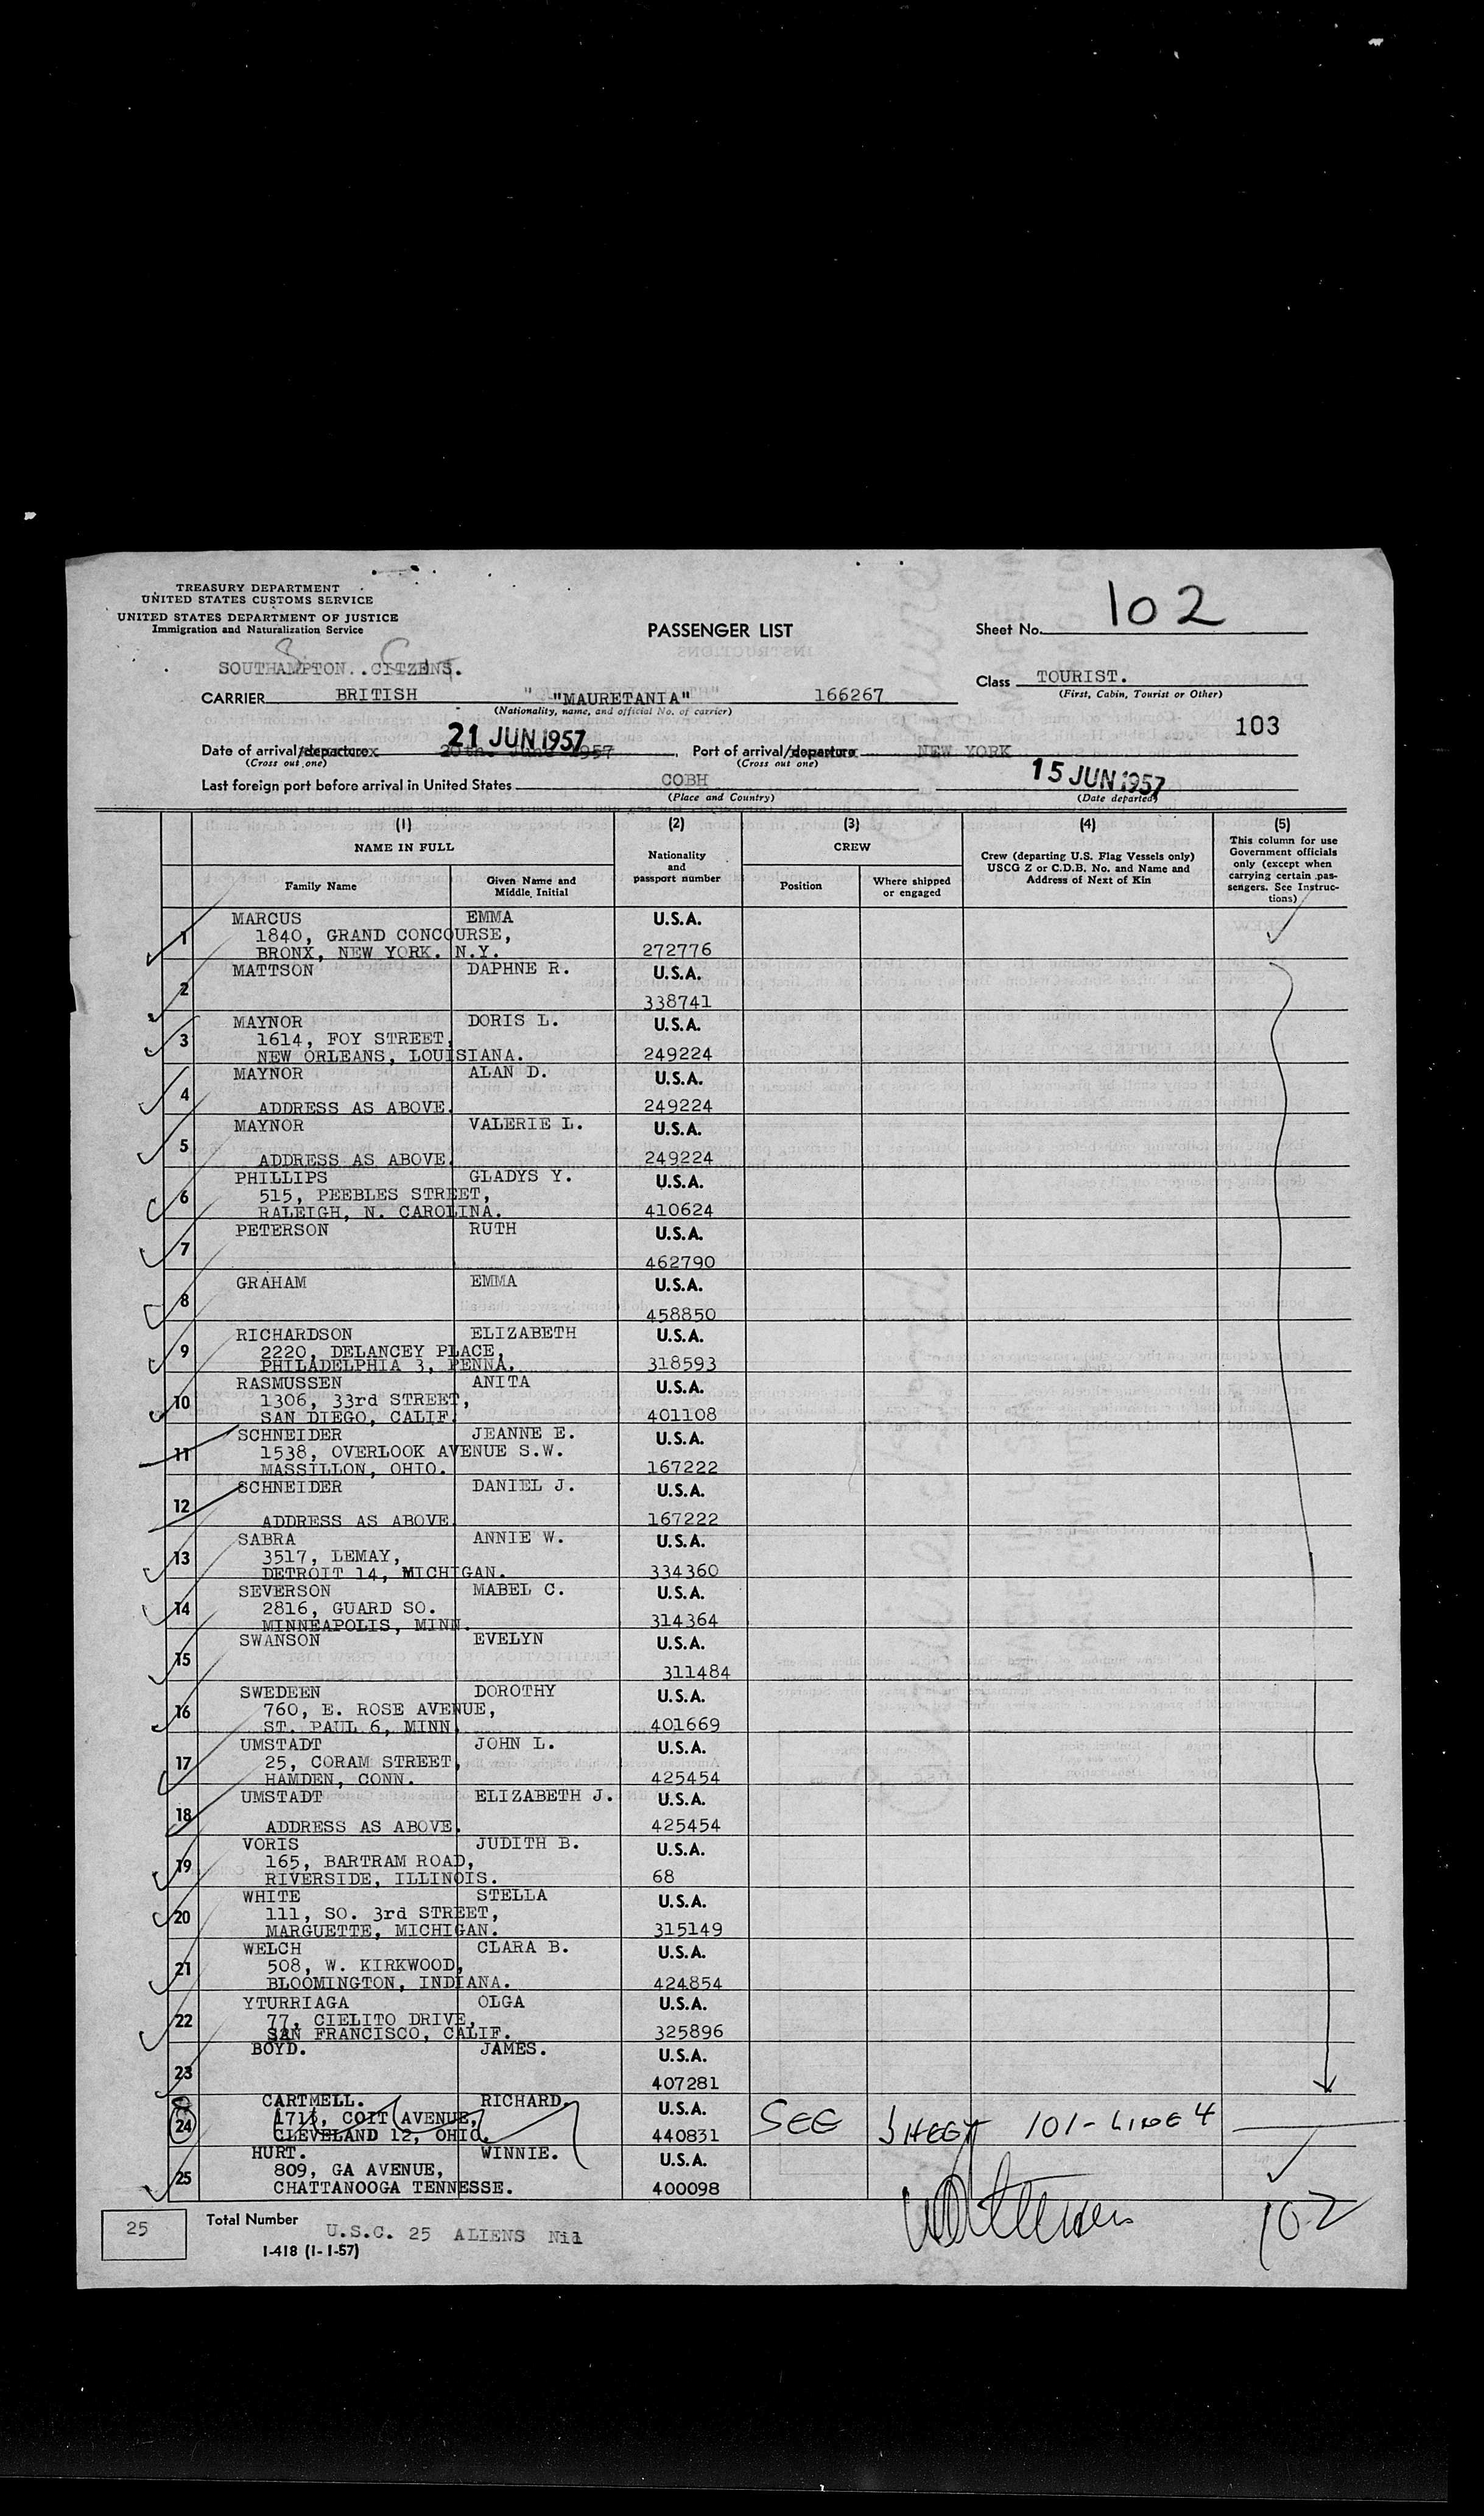 TREASURY DEPARTMENT
UNITED STATES CUSTOMS SERVICE
UNITED STATES DEPARTMENT OF JUSTICE
Immigration and Naturalization Service
PASSENGER LIST
Sheet No. 102
SOUTHAMPTON..CITZENS.
Class TOURIST.
(First, Cabin, Tourist or Other)
CARRIER BRITISH "MAURETANIA" 166267
(Nationality, name, and official No. of carrier)
103
21 JUN 1957
Date of arrival/departure 20th. June 1957, Port of arrival/departure NEW YORK
(Cross out one) (Cross out one)
15 JUN 1957
Last foreign port before arrival in United States COBH
(Place and Country) (Date departed)
(1) (2) (3) (4) (5)
NAME IN FULL
Family Name
Given Name and Middle Initial
Nationality and passport number
CREW
Position
Where shipped or engaged
Crew (departing U.S. Flag Vessels only) USCG Z or C.D.B. No. and Name and Address of Next of Kin
This column for use Government officials only (except when carrying certain passengers. See Instructions)
1 MARCUS EMMA U.S.A.
1840, GRAND CONCOURSE,
BRONX, NEW YORK. N.Y. 272776
2 MATTSON DAPHNE R. U.S.A.
338741
3 MAYNOR DORIS L. U.S.A.
1614, FOY STREET,
NEW ORLEANS, LOUISIANA. 249224
4 MAYNOR ALAN D. U.S.A.
ADDRESS AS ABOVE. 249224
5 MAYNOR VALERIE L. U.S.A.
ADDRESS AS ABOVE. 249224
6 PHILLIPS GLADYS Y. U.S.A.
515, PEEBLES STREET,
RALEIGH, N. CAROLINA. 410624
7 PETERSON RUTH U.S.A.
462790
8 GRAHAM EMMA U.S.A.
458850
9 RICHARDSON ELIZABETH U.S.A.
2220, DELANCEY PLACE,
PHILADELPHIA 3, PENNA. 318593
10 RASMUSSEN ANITA U.S.A.
1306, 33rd STREET,
SAN DIEGO, CALIF. 401108
11 SCHNEIDER JEANNE E. U.S.A.
1538, OVERLOOK AVENUE S.W.
MASSILLON, OHIO. 167222
12 SCHNEIDER DANIEL J. U.S.A.
ADDRESS AS ABOVE 167222
13 SABRA ANNIE W. U.S.A.
3517, LEMAY,
DETROIT 14, MICHIGAN. 334360
14 SEVERSON MABEL C. U.S.A.
2816, GUARD SO.
MINNEAPOLIS, MINN. 314364
15 SWANSON EVELYN U.S.A.
311484
16 SWEDEEN DOROTHY U.S.A.
760, E. ROSE AVENUE,
ST. PAUL 6, MINN. 401669
17 UMSTADT JOHN L. U.S.A.
25, CORAM STREET,
HAMDEN, CONN. 425454
18 UMSTADT ELIZABETH J. U.S.A.
ADDRESS AS ABOVE. 425454
19 VORIS JUDITH B. U.S.A.
165, BARTRAM ROAD,
RIVERSIDE, ILLINOIS. 68
20 WHITE STELLA U.S.A.
111, SO. 3rd STREET,
MARGUETTE, MICHIGAN. 315149
21 WELCH CLARA B. U.S.A.
508, W. KIRKWOOD,
BLOOMINGTON, INDIANA. 424854
22 YTURRIAGA OLGA U.S.A.
77, CIELITO DRIVE,
SAN FRANCISCO, CALIF. 325896
23 BOYD. JAMES. U.S.A.
407281
24 CARTMELL. RICHARD. U.S.A.
COIT AVENUE, SEE SHEET 101-LINE 4
CLEVELAND 12, OHIO. 440831
25 HURT. WINNIE. U.S.A.
809, GA AVENUE,
CHATTANOOGA TENNESSE. 400098
102
25
Total Number U.S.C. 25 ALIENS Nil
I-418 (1-1-57)